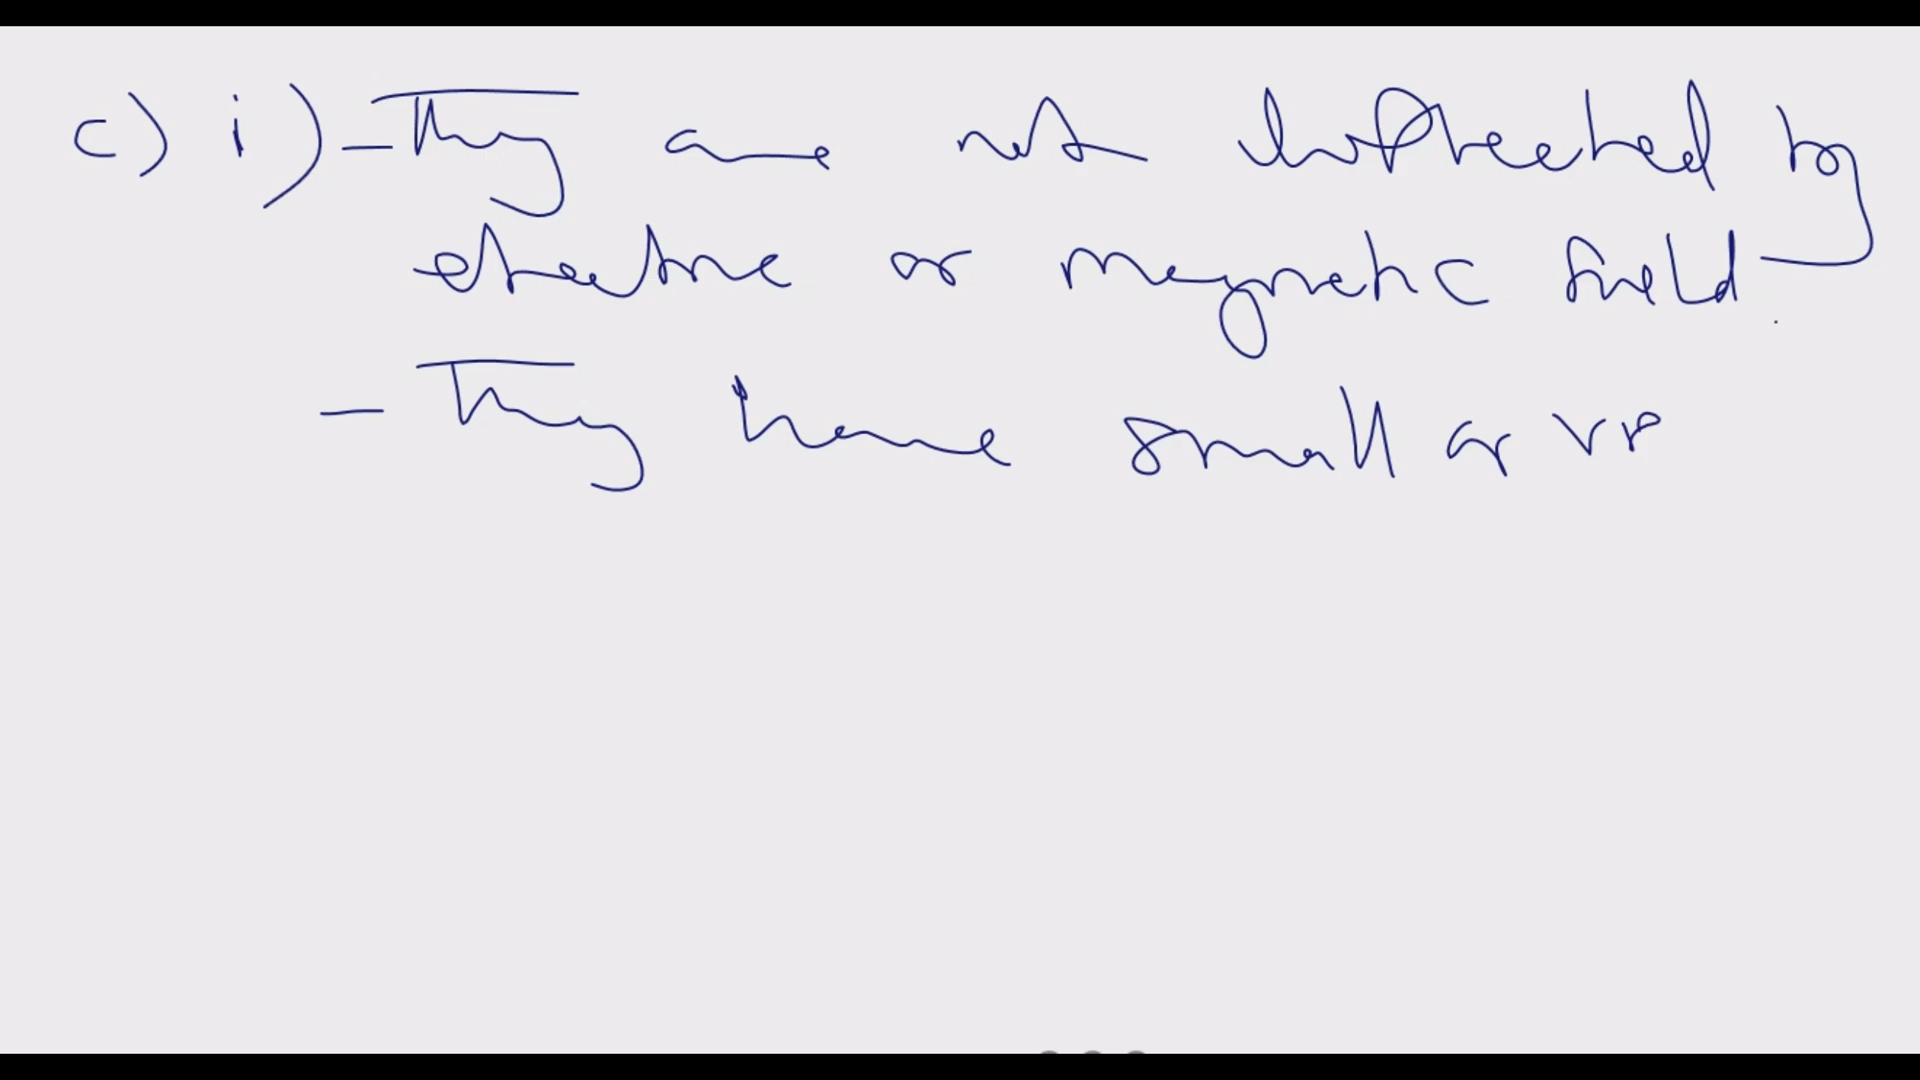 c) i) - They are not deflected by
electric or magnetic field.
- They have small or